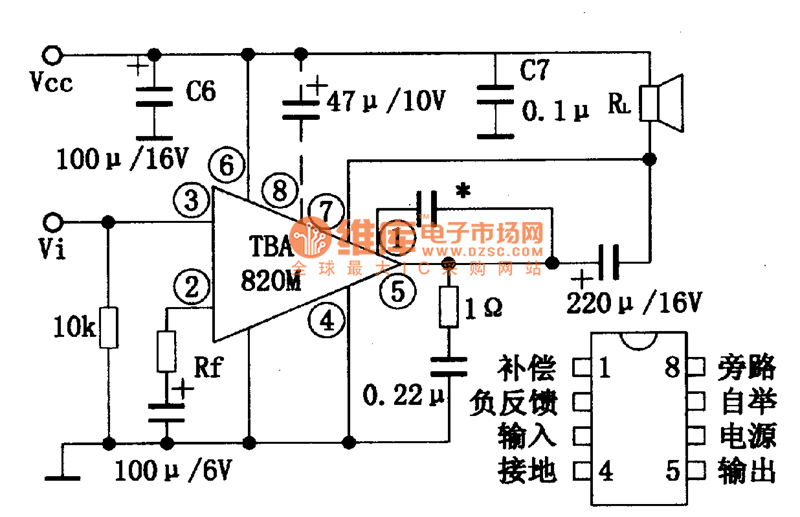 Vcc
C6
100μ/16V
47μ/10V
C7
0.1μ
RL
⑥
⑧
③
⑦
*
①
Vi
TBA
820M
维库电子市场网
TM
WWW.DZSC.COM
全球最大IC采购网站
②
④
⑤
10k
Rf
1Ω
220μ/16V
0.22μ
100μ/6V
补偿 1 8 旁路
负反馈 自举
输入 电源
接地 4 5 输出